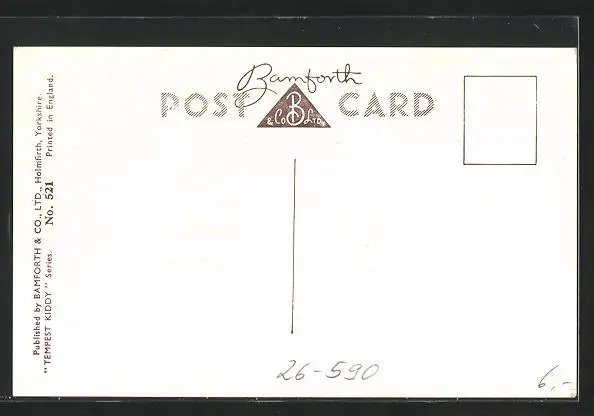 Bamforth
POST CARD
B
& Co LTD.
Published by BAMFORTH & CO., LTD., Holmfirth, Yorkshire.
"TEMPEST KIDDY" Series. No. 521 Printed in England.
26-590
6,-